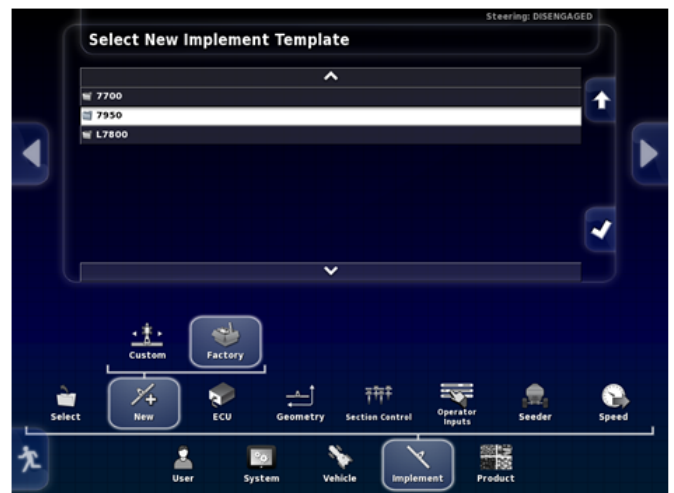 Steering: DISENGAGED
Select New Implement Template
7700
7950
L7800
Custom
Factory
Select
New
ECU
Geometry
Section Control
Operator
Inputs
Seeder
Speed
User
System
Vehicle
Implement
Product